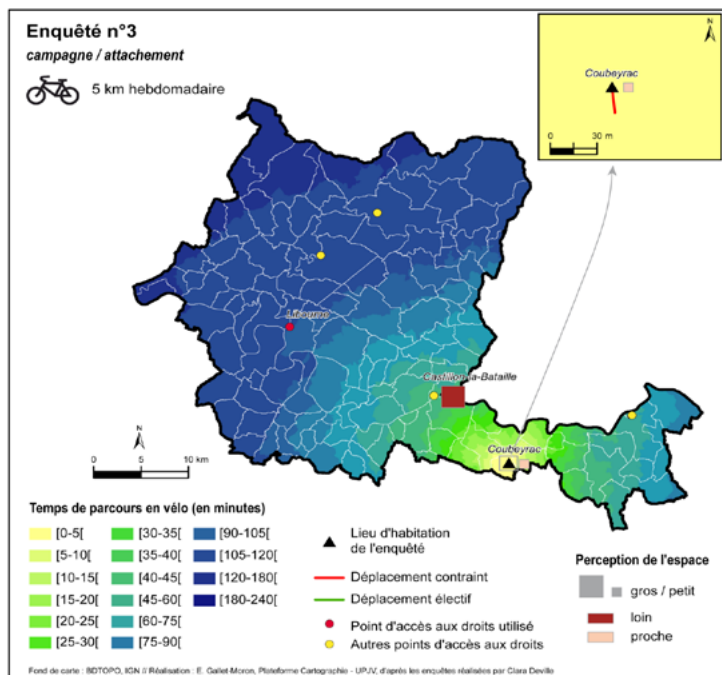 Enquêté n°3
campagne / attachement
5 km hebdomadaire
N
Coubeyrac
0 30 m
Libourne
Castillon-la-Bataille
Coubeyrac
N
0 5 10 km
Temps de parcours en vélo (en minutes)
[0-5[ [30-35[ [90-105[
[5-10[ [35-40[ [105-120[
[10-15[ [40-45[ [120-180[
[15-20[ [45-60[ [180-240[
[20-25[ [60-75[
[25-30[ [75-90[
Lieu d'habitation
de l'enquêté
Déplacement contraint
Déplacement électif
Point d'accès aux droits utilisé
Autres points d'accès aux droits
Perception de l'espace
gros / petit
loin
proche
Fond de carte : BDTOPO, IGN // Réalisation : E. Gallet-Moron, Plateforme Cartographie - UPJV, d'après les enquêtes réalisées par Clara Deville